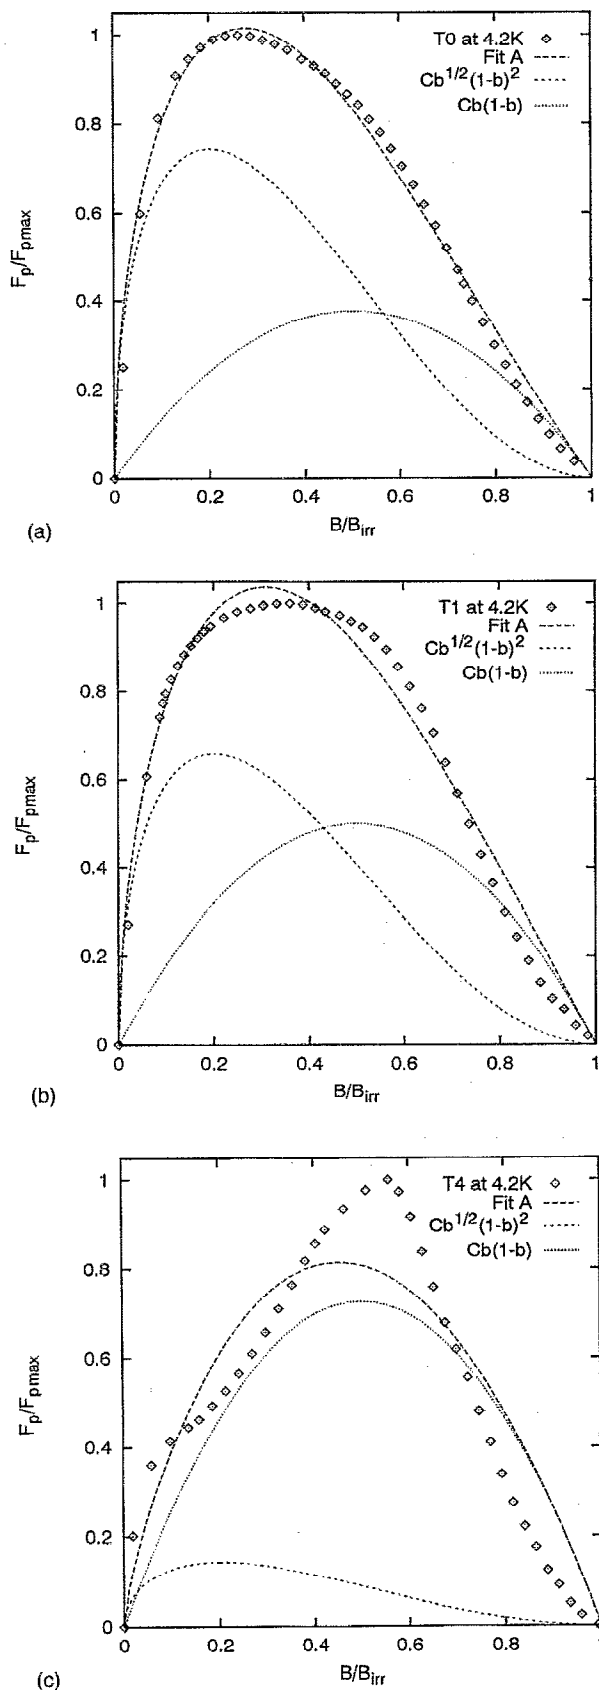 1
0.8
0.6
0.4
0.2
0
F_p/F_pmax
T0 at 4.2K
Fit A
Cb^1/2(1-b)^2
Cb(1-b)
0 0.2 0.4 0.6 0.8 1
B/B_irr
(a)
1
0.8
0.6
0.4
0.2
0
F_p/F_pmax
T1 at 4.2K
Fit A
Cb^1/2(1-b)^2
Cb(1-b)
0 0.2 0.4 0.6 0.8 1
B/B_irr
(b)
1
0.8
0.6
0.4
0.2
0
F_p/F_pmax
T4 at 4.2K
Fit A
Cb^1/2(1-b)^2
Cb(1-b)
0 0.2 0.4 0.6 0.8 1
B/B_irr
(c)